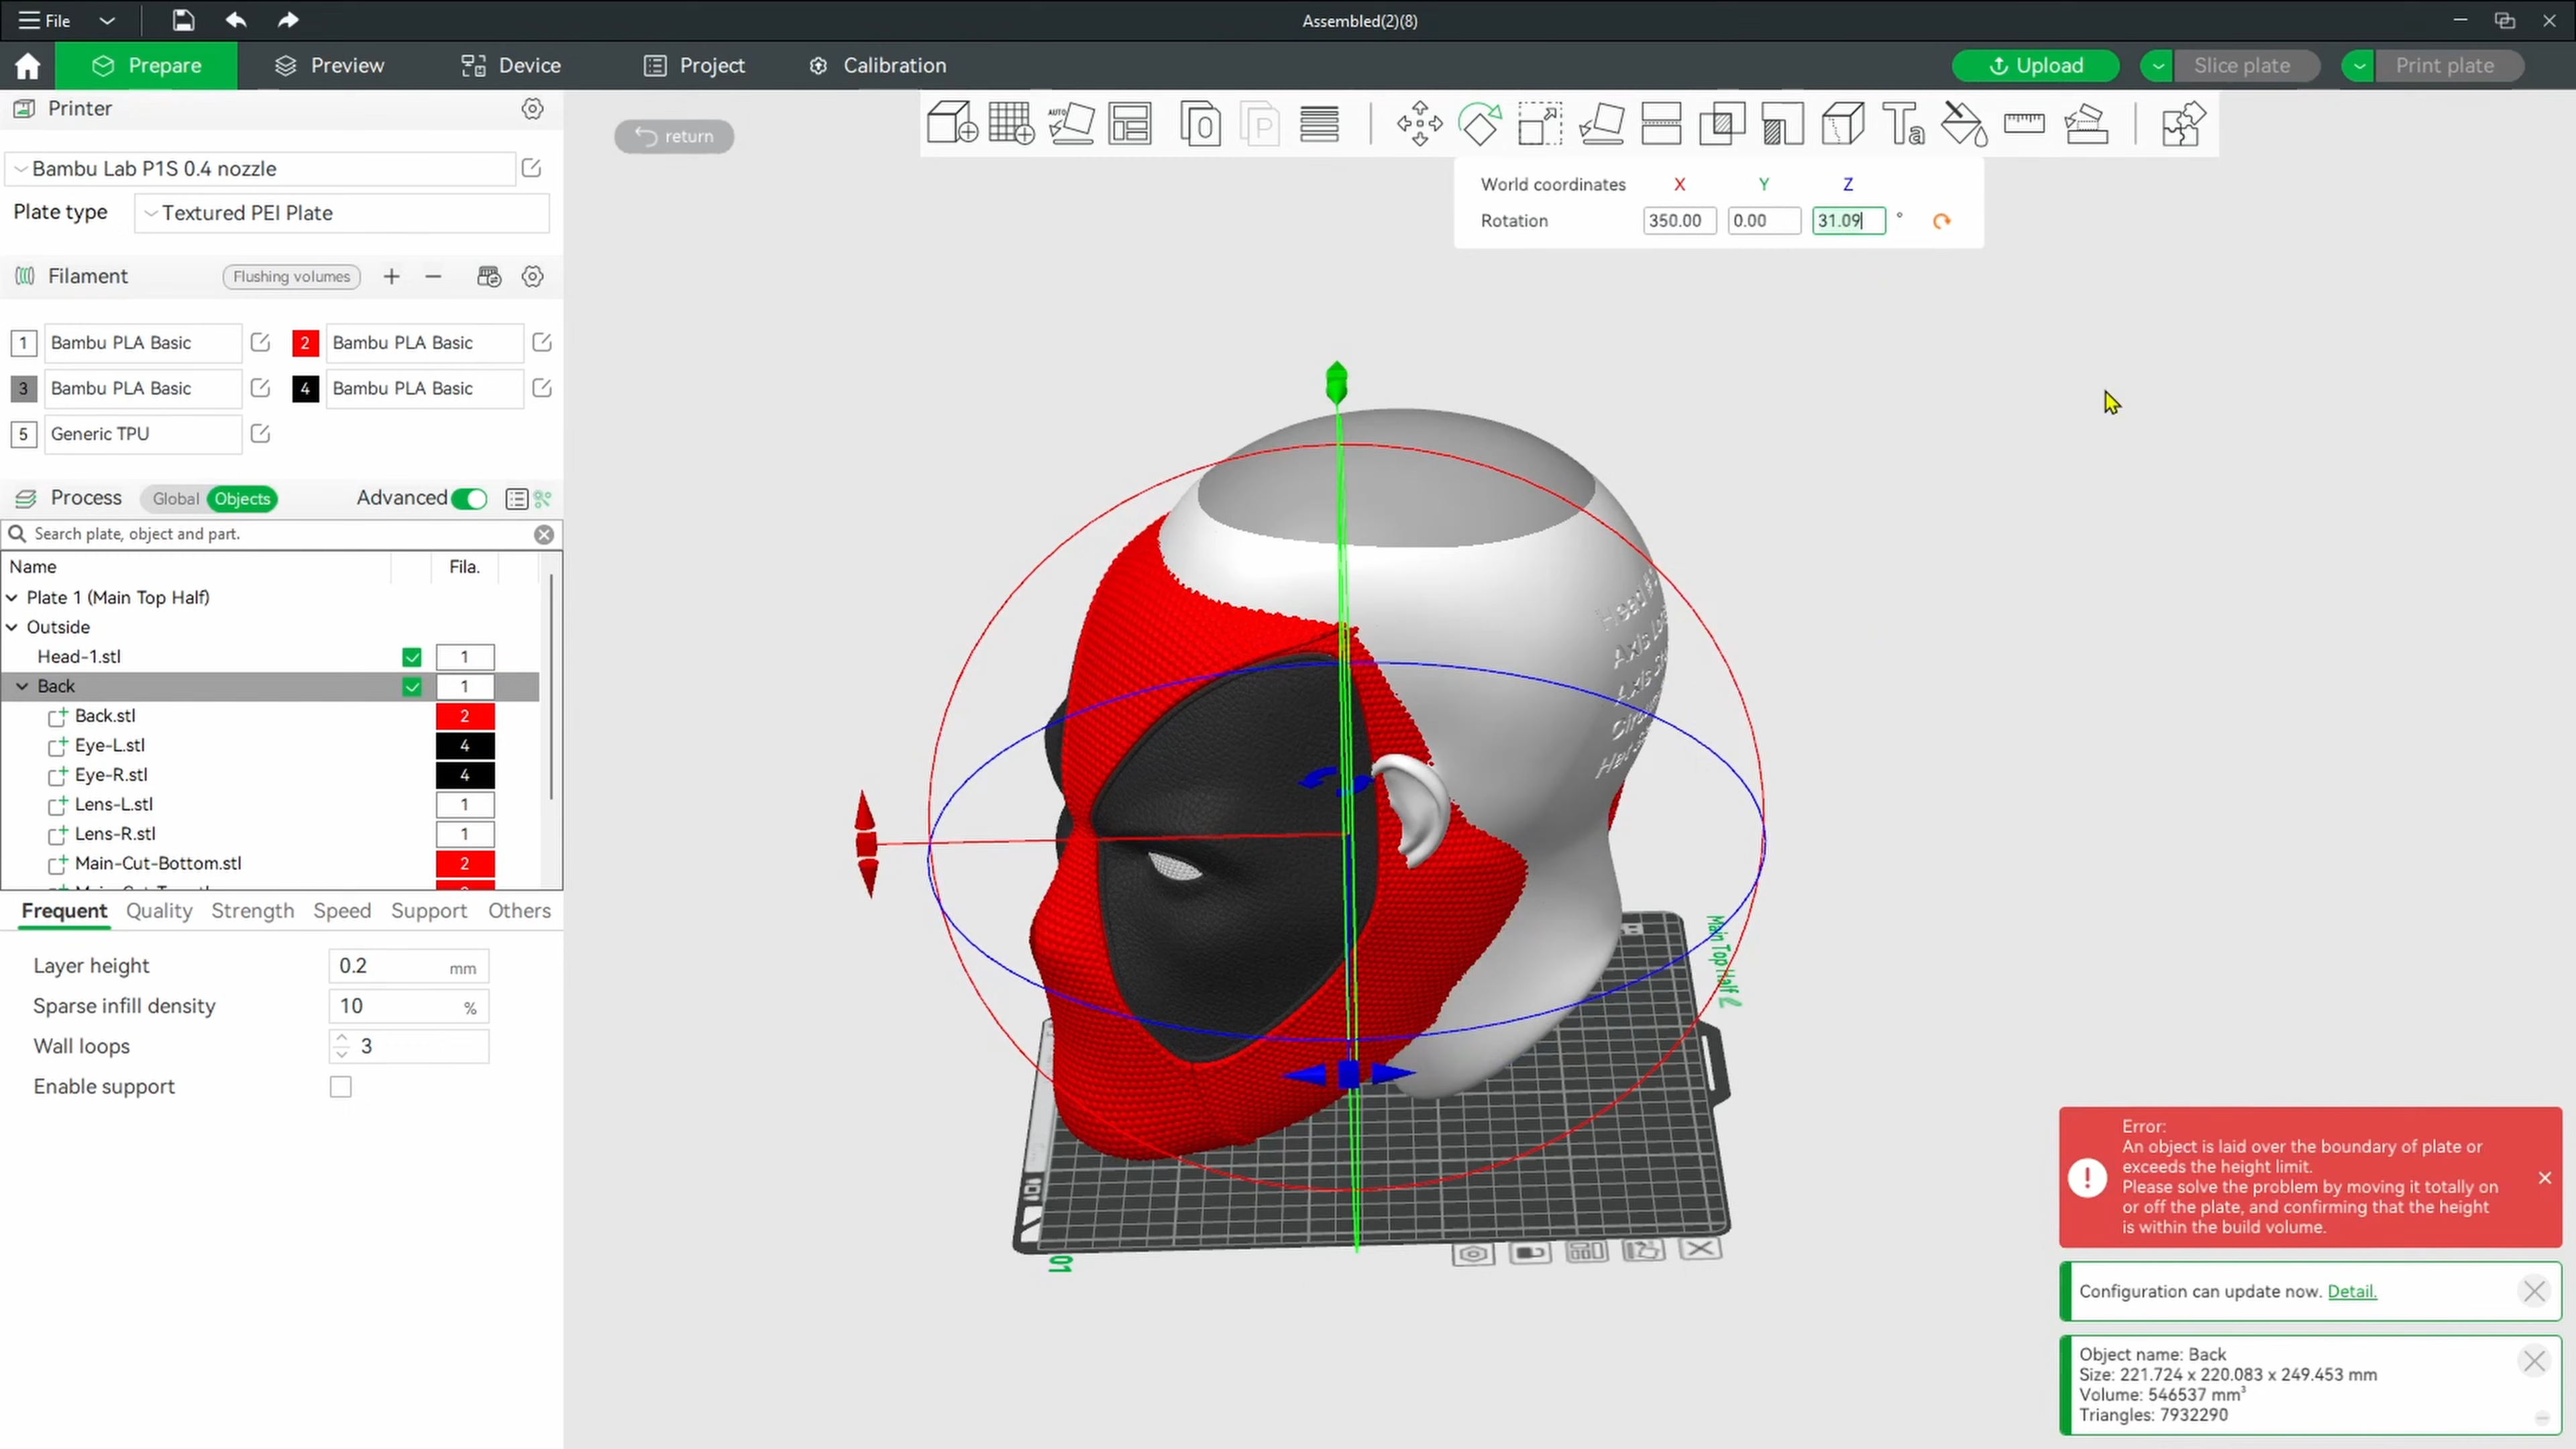 File
Assembled(2)(8)
Prepare
Preview
Device
Project
Calibration
Upload
Slice plate
Print plate
Printer
Bambu Lab P1S 0.4 nozzle
Plate type
Textured PEI Plate
Filament
Flushing volumes
1 Bambu PLA Basic
2 Bambu PLA Basic
3 Bambu PLA Basic
4 Bambu PLA Basic
5 Generic TPU
Process
Global
Objects
Advanced
Search plate, object and part.
Name
Fila.
Plate 1 (Main Top Half)
Outside
Head-1.stl 1
Back 1
Back.stl 2
Eye-L.stl 4
Eye-R.stl 4
Lens-L.stl 1
Lens-R.stl 1
Main-Cut-Bottom.stl 2
Frequent
Quality
Strength
Speed
Support
Others
Layer height 0.2 mm
Sparse infill density 10 %
Wall loops 3
Enable support
return
AUTO
World coordinates X Y Z
Rotation 350.00 0.00 31.09 °
Main Top Half
01
Error:
An object is laid over the boundary of plate or
exceeds the height limit.
Please solve the problem by moving it totally on
or off the plate, and confirming that the height
is within the build volume.
Configuration can update now. Detail.
Object name: Back
Size: 221.724 x 220.083 x 249.453 mm
Volume: 546537 mm³
Triangles: 7932290